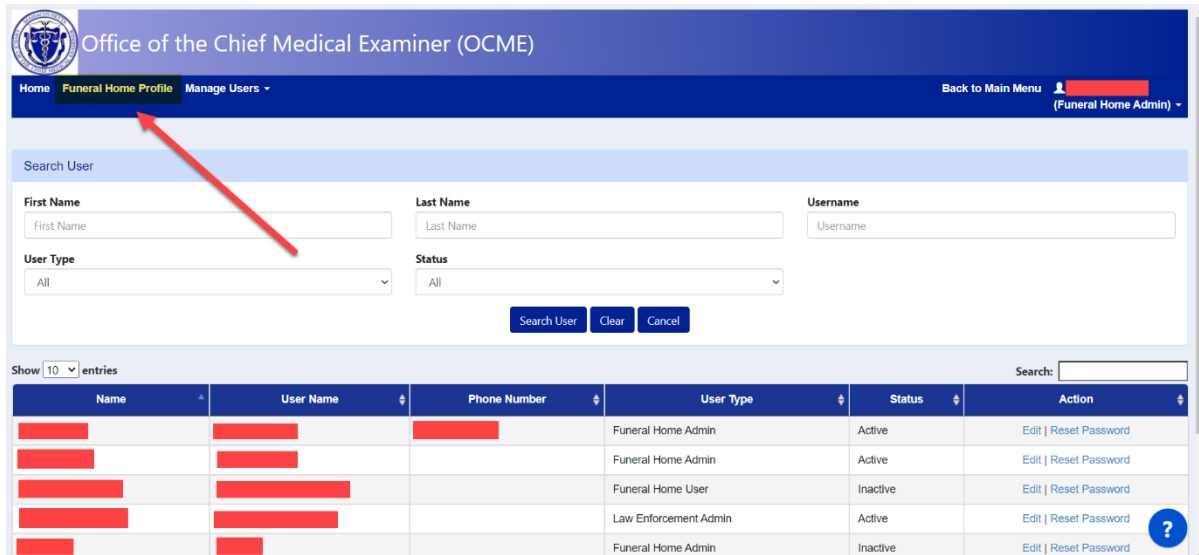 Office of the Chief Medical Examiner (OCME)
Home Funeral Home Profile Manage Users Back to Main Menu
(Funeral Home Admin)
Search User
First Name Last Name Username
First Name Last Name Username
User Type Status
All All
Search User Clear Cancel
Show 10 entries Search:
Name User Name Phone Number User Type Status Action
Funeral Home Admin Active Edit | Reset Password
Funeral Home Admin Active Edit | Reset Password
Funeral Home User Inactive Edit | Reset Password
Law Enforcement Admin Active Edit | Reset Password
?
Funeral Home Admin Inactive Edit | Reset Password